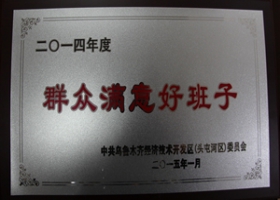 二〇一四年度
群众满意好班子
中共乌鲁木齐经济技术开发区(头屯河区)委员会
二〇一五年一月